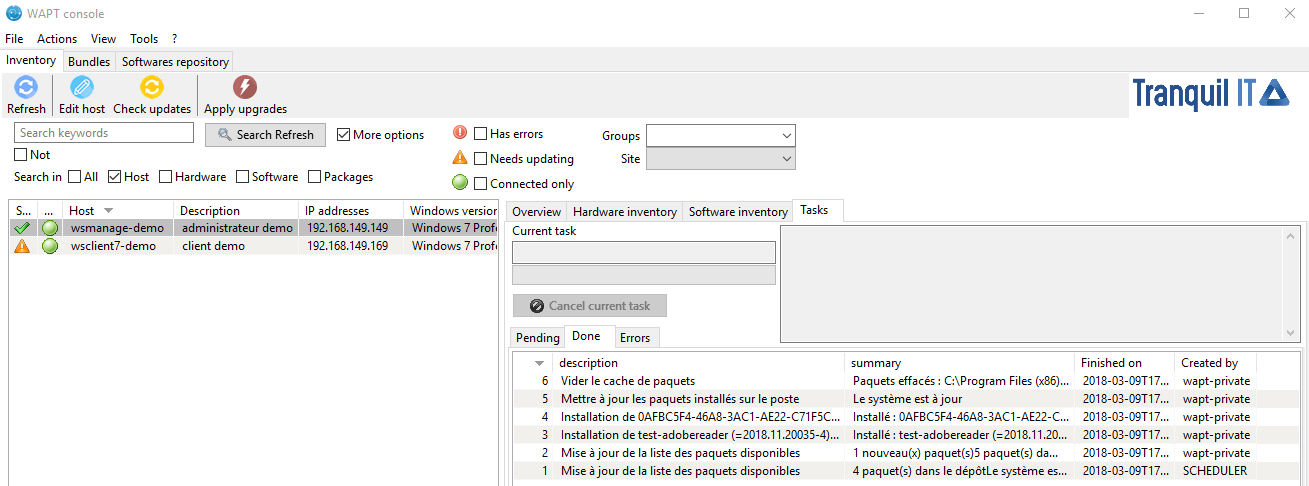 WAPT console
File Actions View Tools ?
Inventory Bundles Softwares repository
Refresh Edit host Check updates Apply upgrades
Tranquil IT
Search keywords Search Refresh More options
Not
Search in All Host Hardware Software Packages
Has errors
Needs updating
Connected only
Groups
Site
S... ... Host Description IP addresses Windows version
wsmanage-demo administrateur demo 192.168.149.149 Windows 7 Prof
wsclient7-demo client demo 192.168.149.169 Windows 7 Prof
Overview Hardware inventory Software inventory Tasks
Current task
Cancel current task
Pending Done Errors
description summary Finished on Created by
6 Vider le cache de paquets Paquets effacés : C:\Program Files (x86)... 2018-03-09T17... wapt-private
5 Mettre à jour les paquets installés sur le poste Le système est à jour 2018-03-09T17... wapt-private
4 Installation de 0AFBC5F4-46A8-3AC1-AE22-C71F5C... Installé : 0AFBC5F4-46A8-3AC1-AE22-C... 2018-03-09T17... wapt-private
3 Installation de test-adobereader (=2018.11.20035-4)... Installé : test-adobereader (=2018.11.20... 2018-03-09T17... wapt-private
2 Mise à jour de la liste des paquets disponibles 1 nouveau(x) paquet(s)5 paquet(s) da... 2018-03-09T17... wapt-private
1 Mise à jour de la liste des paquets disponibles 4 paquet(s) dans le dépôtLe système es... 2018-03-09T17... SCHEDULER